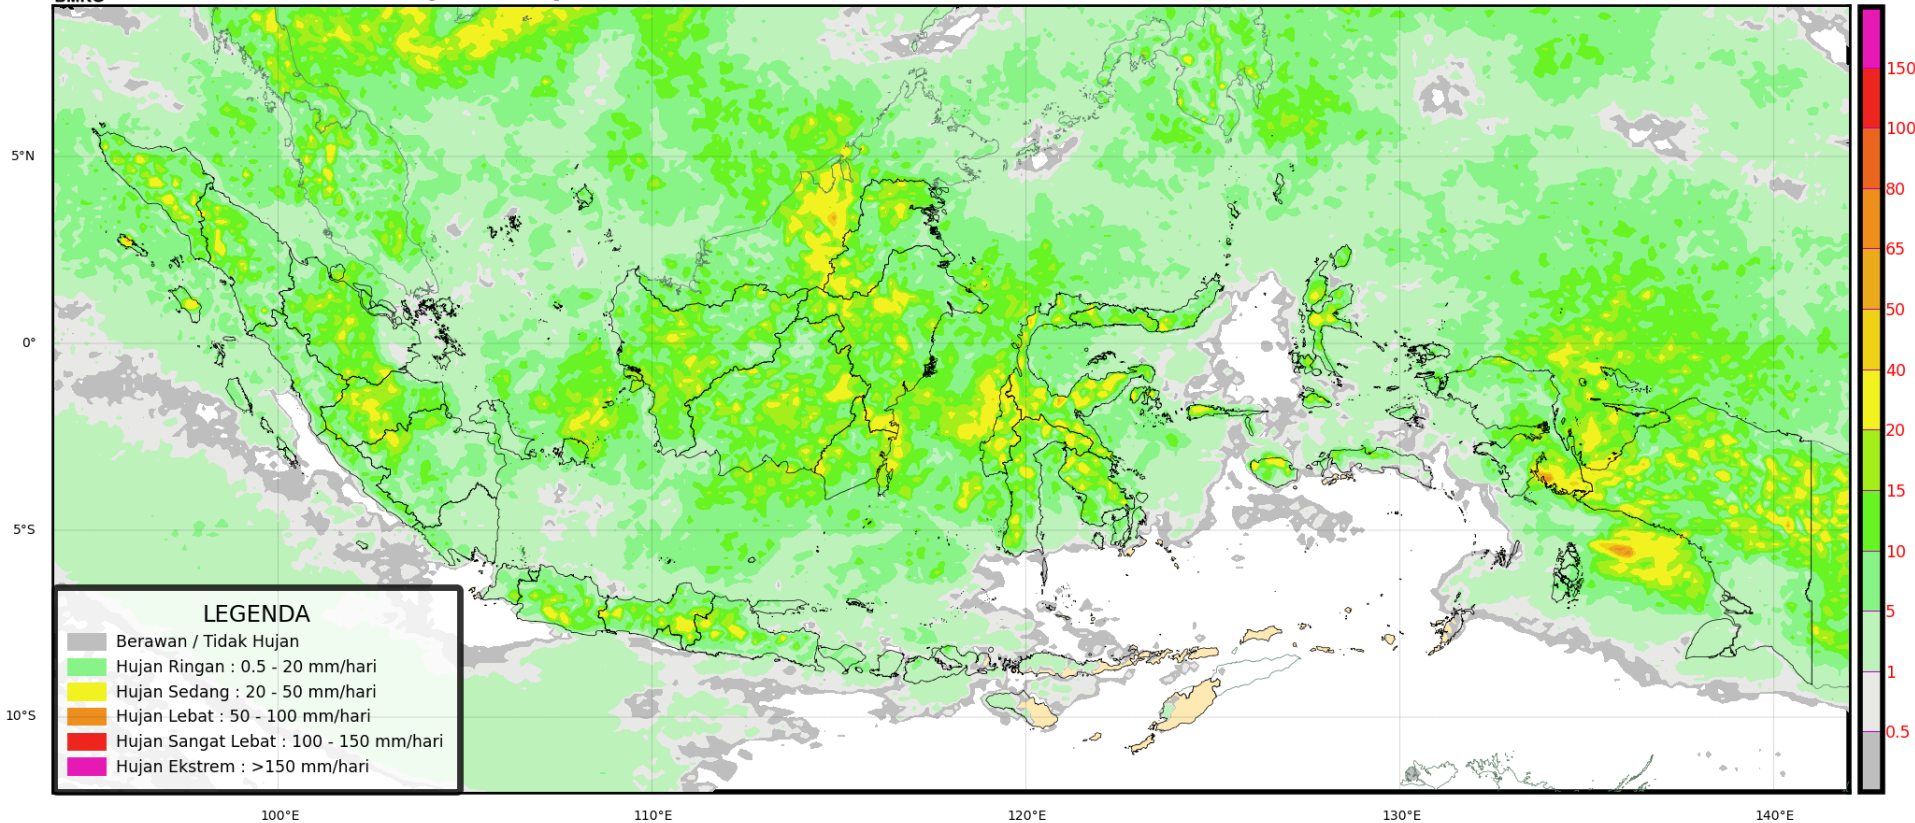 5°N
0°
5°S
10°S
100°E
110°E
120°E
130°E
140°E
LEGENDA
Berawan / Tidak Hujan
Hujan Ringan : 0.5 - 20 mm/hari
Hujan Sedang : 20 - 50 mm/hari
Hujan Lebat : 50 - 100 mm/hari
Hujan Sangat Lebat : 100 - 150 mm/hari
Hujan Ekstrem : >150 mm/hari
150
100
80
65
50
40
20
15
10
5
1
0.5